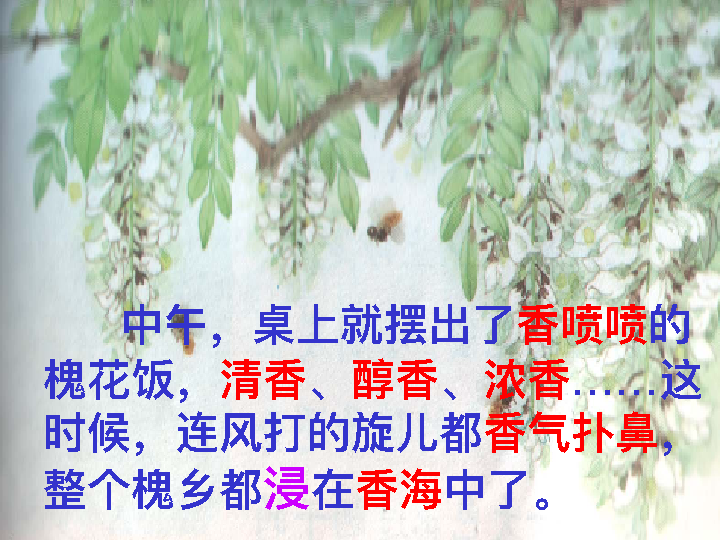 中午，桌上就摆出了香喷喷的
槐花饭，清香、醇香、浓香……这
时候，连风打的旋儿都香气扑鼻，
整个槐乡都浸在香海中了。